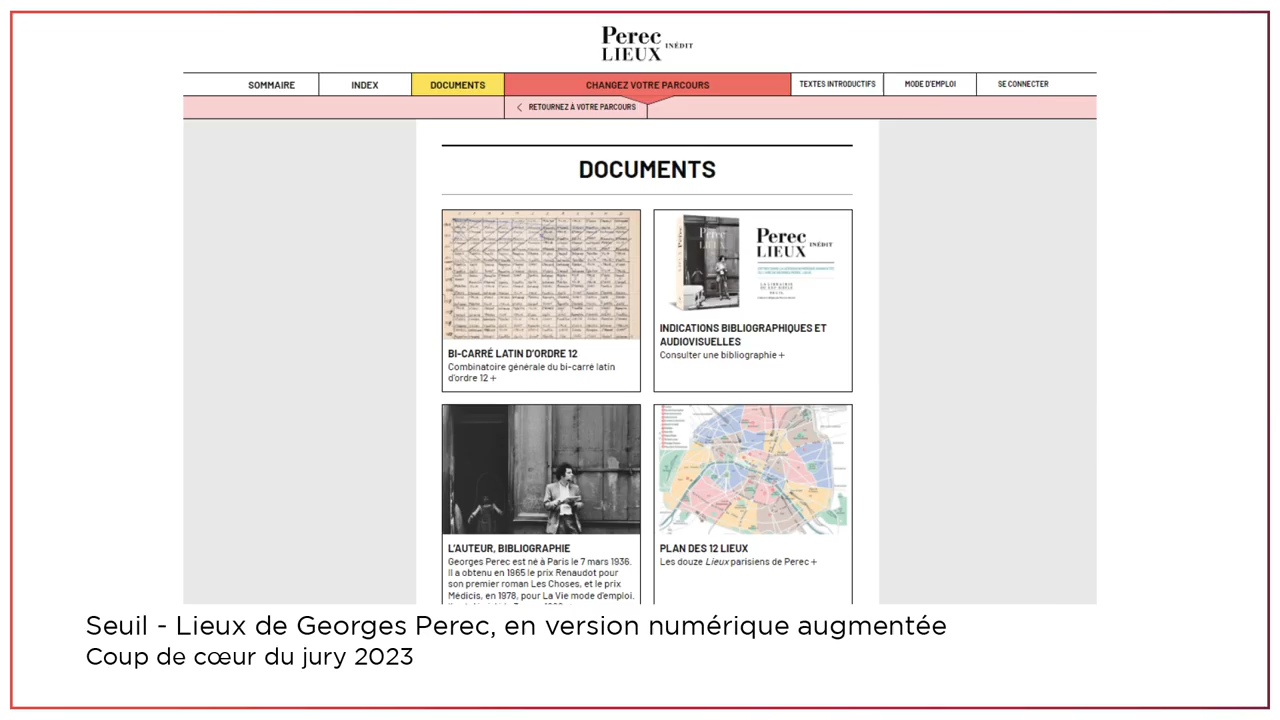 Perec
LIEUX INÉDIT
SOMMAIRE
INDEX
DOCUMENTS
CHANGEZ VOTRE PARCOURS
TEXTES INTRODUCTIFS
MODE D'EMPLOI
SE CONNECTER
RETOURNEZ À VOTRE PARCOURS
DOCUMENTS
BI-CARRÉ LATIN D'ORDRE 12
Combinatoire générale du bi-carré latin
d'ordre 12 +
Perec
LIEUX
Perec
LIEUX INÉDIT
INDICATIONS BIBLIOGRAPHIQUES ET
AUDIOVISUELLES
Consulter une bibliographie +
L'AUTEUR, BIBLIOGRAPHIE
Georges Perec est né à Paris le 7 mars 1936.
Il a obtenu en 1965 le prix Renaudot pour
son premier roman Les Choses, et le prix
Médicis, en 1978, pour La Vie mode d'emploi.
PLAN DES 12 LIEUX
Les douze Lieux parisiens de Perec +
Seuil - Lieux de Georges Perec, en version numérique augmentée
Coup de cœur du jury 2023